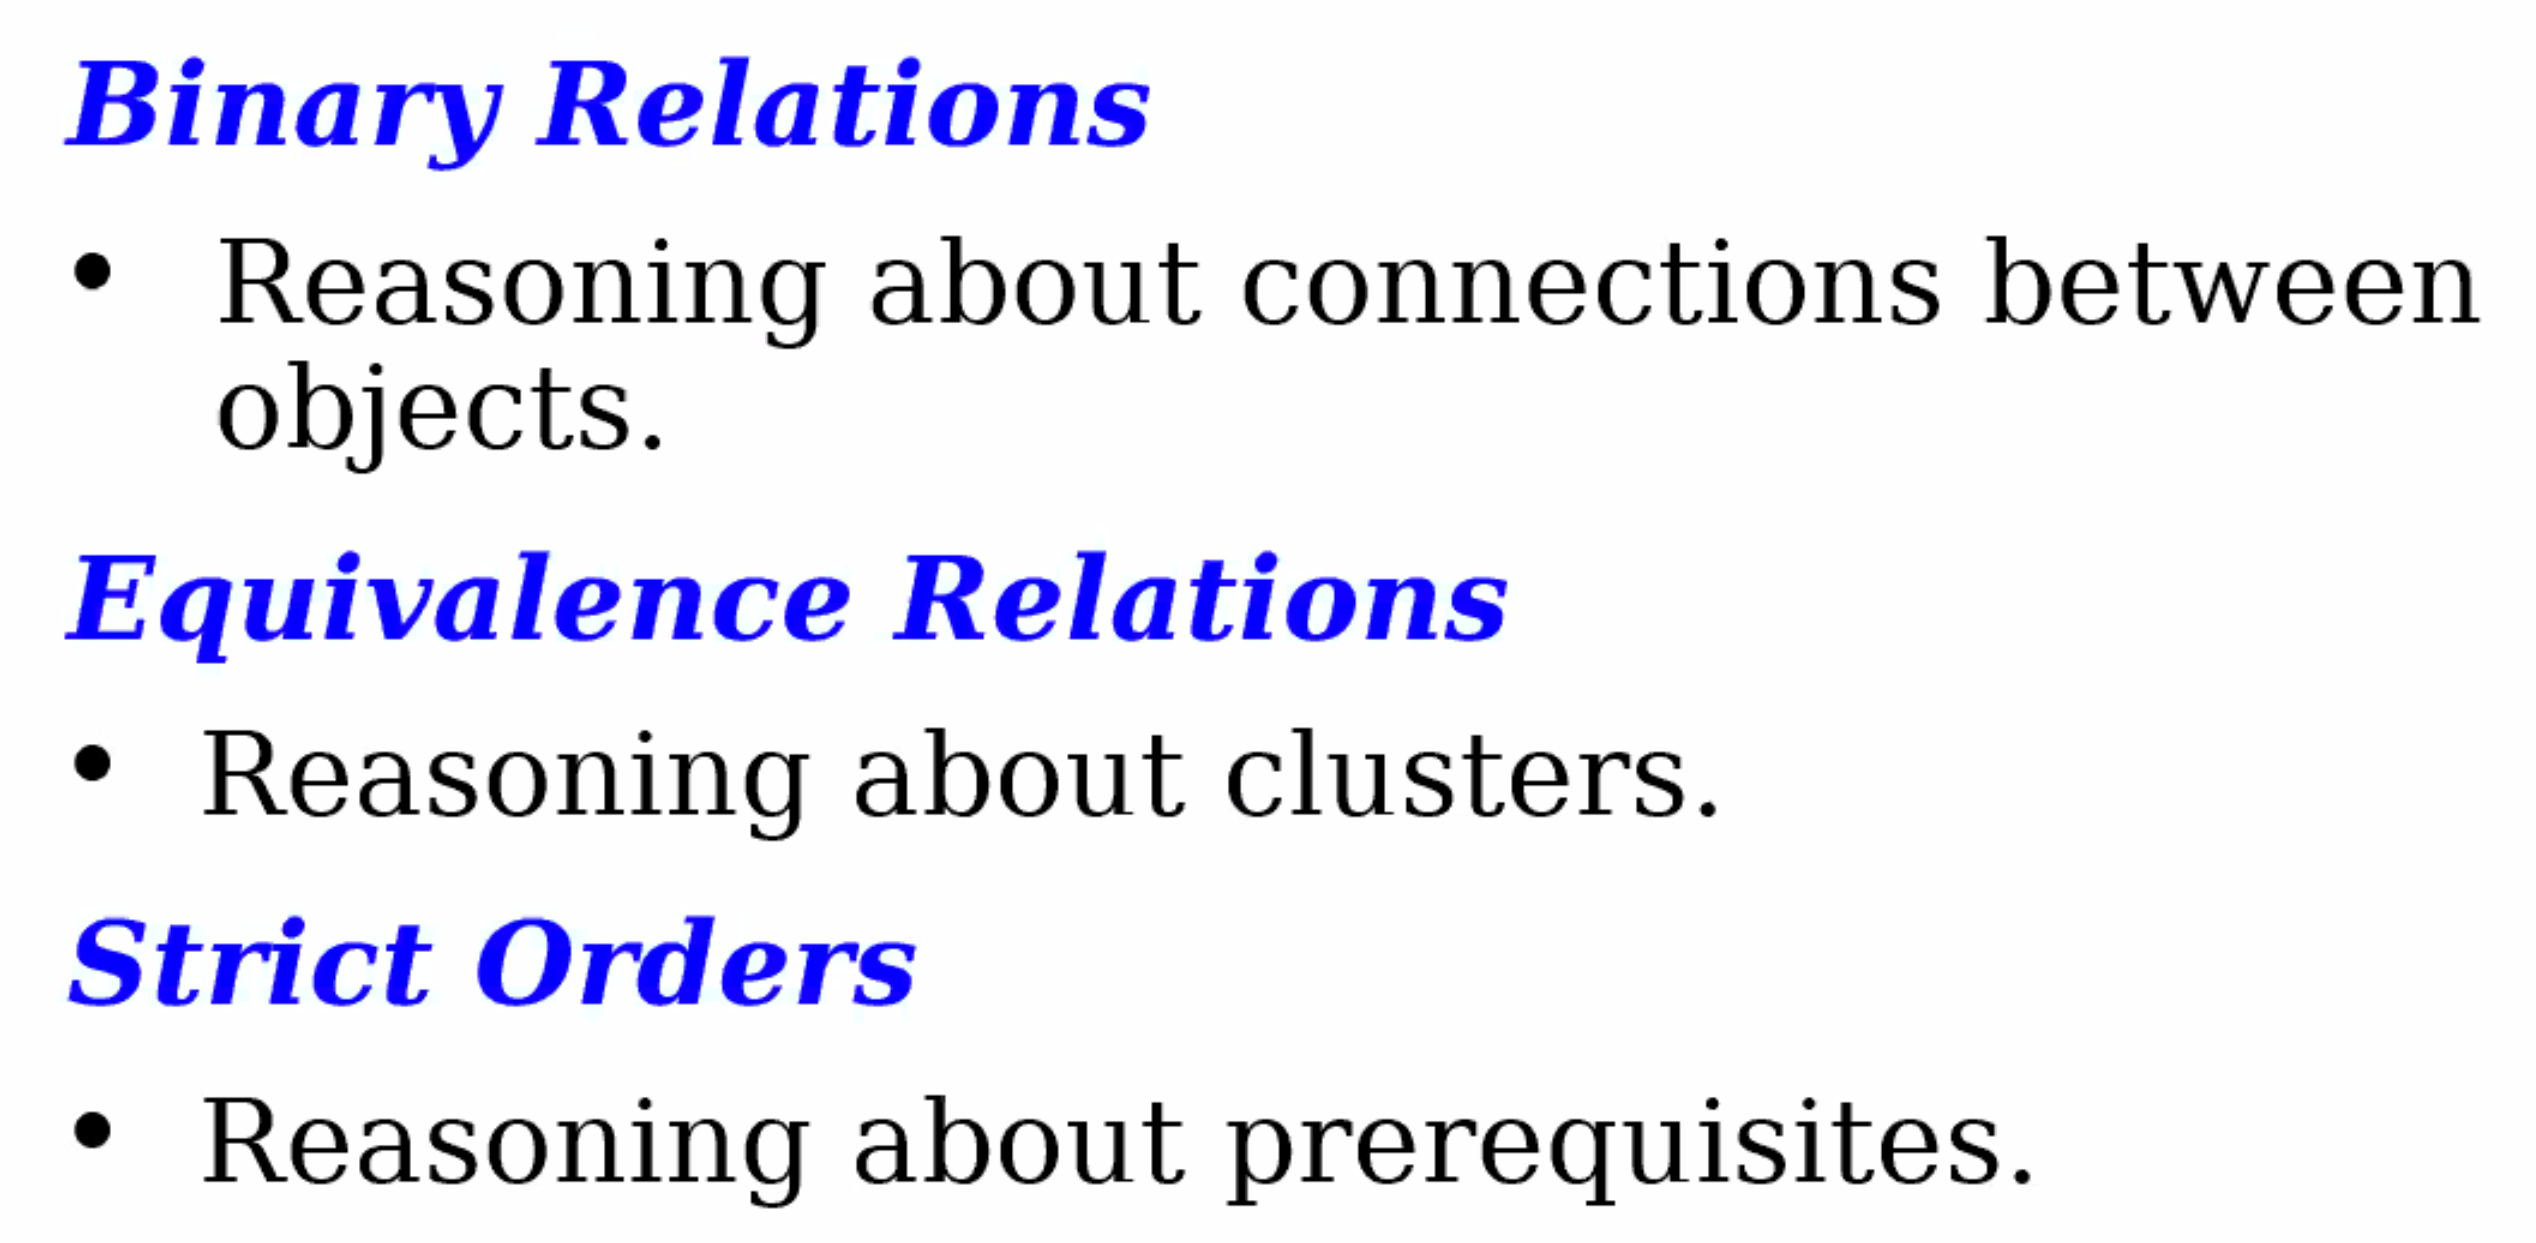 Binary Relations
• Reasoning about connections between
objects.
Equivalence Relations
• Reasoning about clusters.
Strict Orders
• Reasoning about prerequisites.